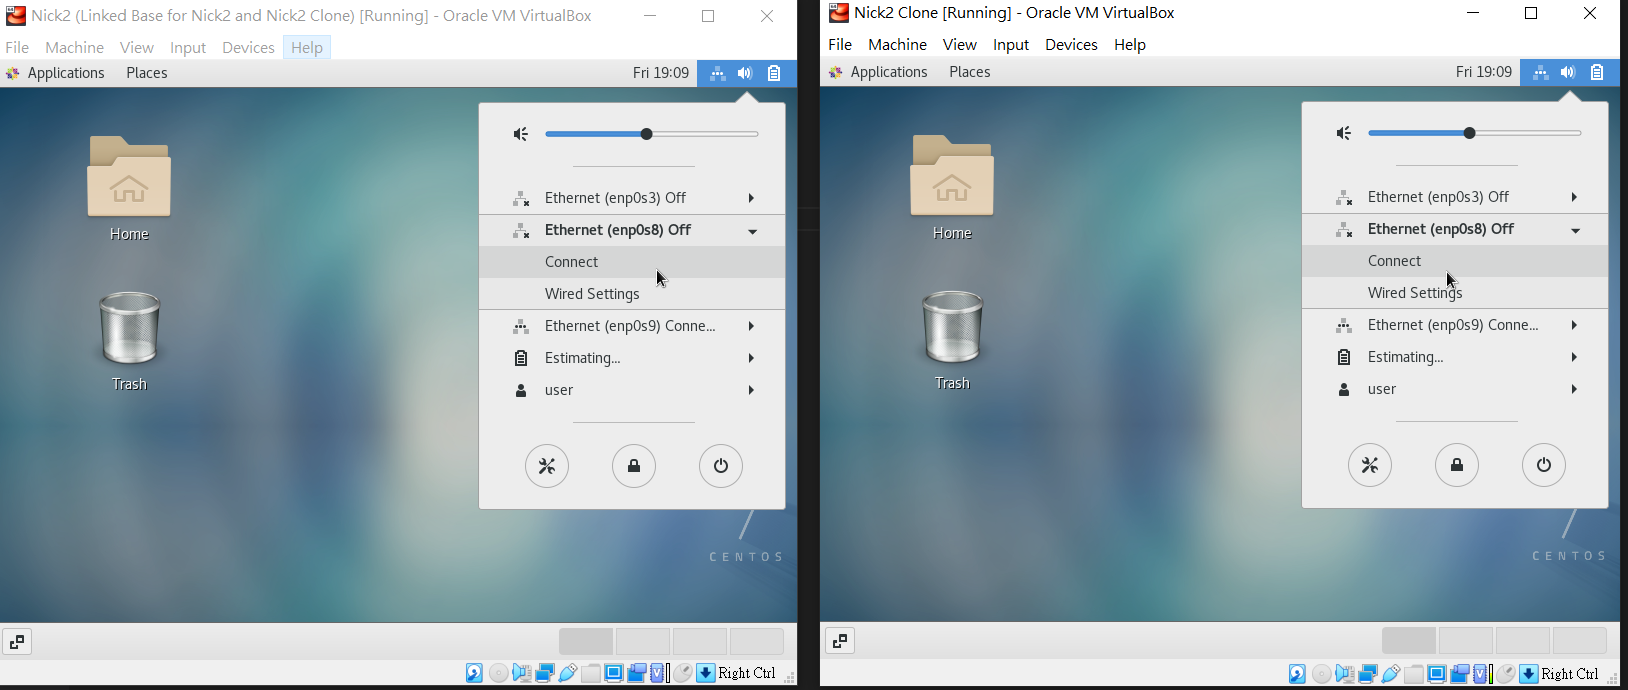 Nick2 (Linked Base for Nick2 and Nick2 Clone) [Running] - Oracle VM VirtualBox
File Machine View Input Devices Help
Applications Places Fri 19:09
Home
Trash
Ethernet (enp0s3) Off
Ethernet (enp0s8) Off
Connect
Wired Settings
Ethernet (enp0s9) Conne...
Estimating...
user
7
CENTOS
Right Ctrl
Nick2 Clone [Running] - Oracle VM VirtualBox
File Machine View Input Devices Help
Applications Places Fri 19:09
Home
Trash
Ethernet (enp0s3) Off
Ethernet (enp0s8) Off
Connect
Wired Settings
Ethernet (enp0s9) Conne...
Estimating...
user
7
CENTOS
Right Ctrl